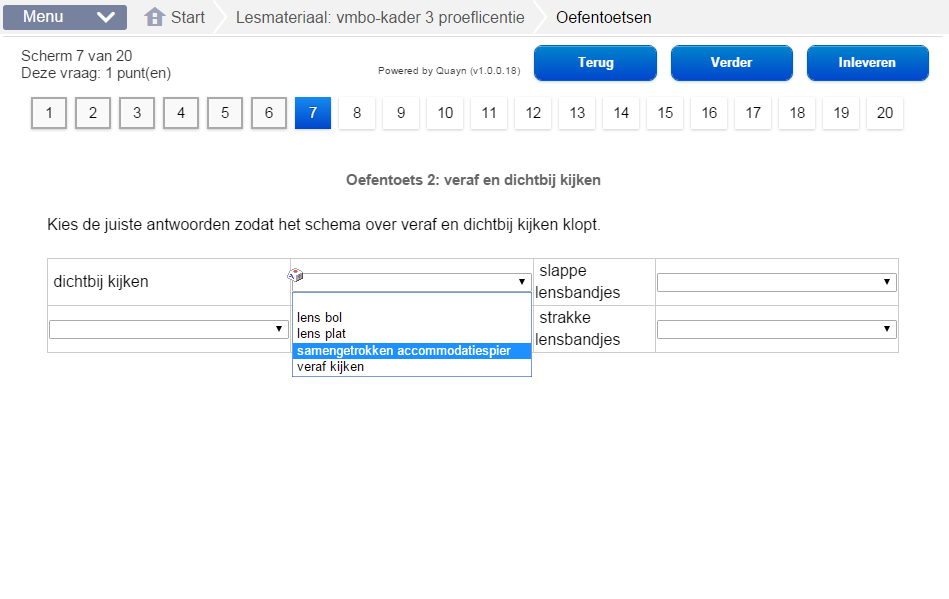 Menu
Start
Lesmateriaal: vmbo-kader 3 proeflicentie
Oefentoetsen
Scherm 7 van 20
Deze vraag: 1 punt(en)
Powered by Quayn (v1.0.0.18)
Terug
Verder
Inleveren
1 2 3 4 5 6 7 8 9 10 11 12 13 14 15 16 17 18 19 20
Oefentoets 2: veraf en dichtbij kijken
Kies de juiste antwoorden zodat het schema over veraf en dichtbij kijken klopt.
dichtbij kijken
slappe
lensbandjes
lens bol
lens plat
samengetrokken accommodatiespier
veraf kijken
strakke
lensbandjes